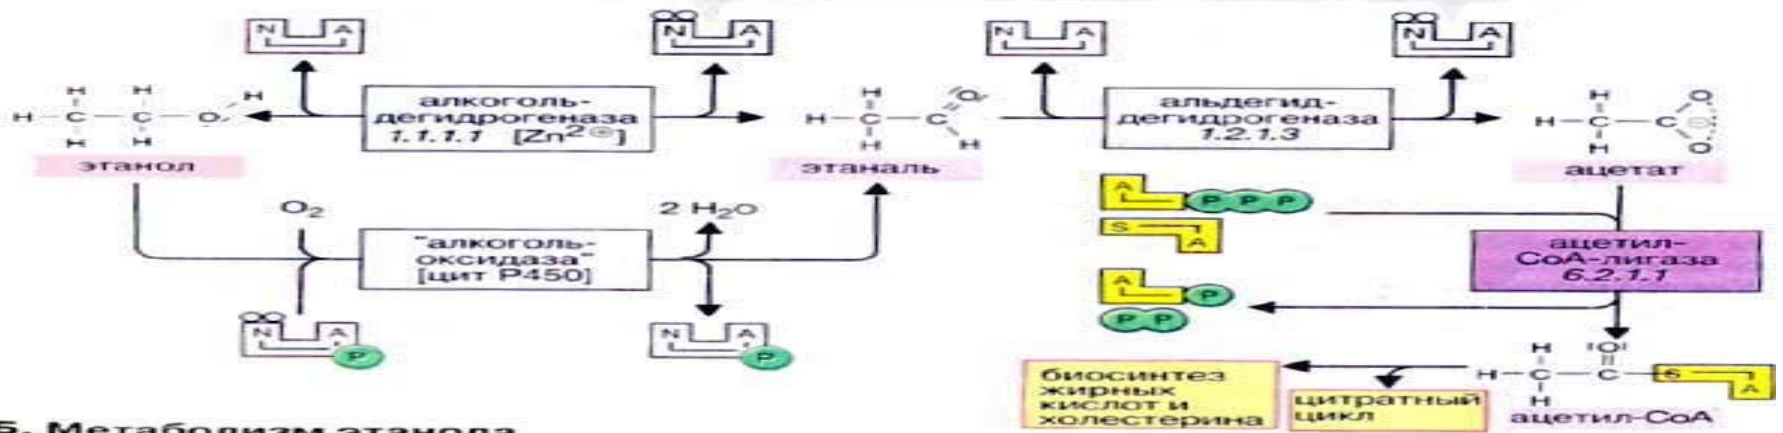 N A
N A
N A
N A
H H
H C C O H
H H
этанол
алкоголь-
дегидрогеназа
1.1.1.1 [Zn²⊕]
H
H C C O
H H
этаналь
альдегид-
дегидрогеназа
1.2.1.3
H
H C C O
H O
ацетат
O₂
2 H₂O
"алкоголь-
оксидаза"
[цит P450]
N A P
N A P
A P P P
S A
A P
P P
ацетил-
CoA-лигаза
6.2.1.1
H O
H C C S A
H
ацетил-CoA
биосинтез
жирных
кислот и
холестерина
цитратный
цикл
Метаболизм этанола